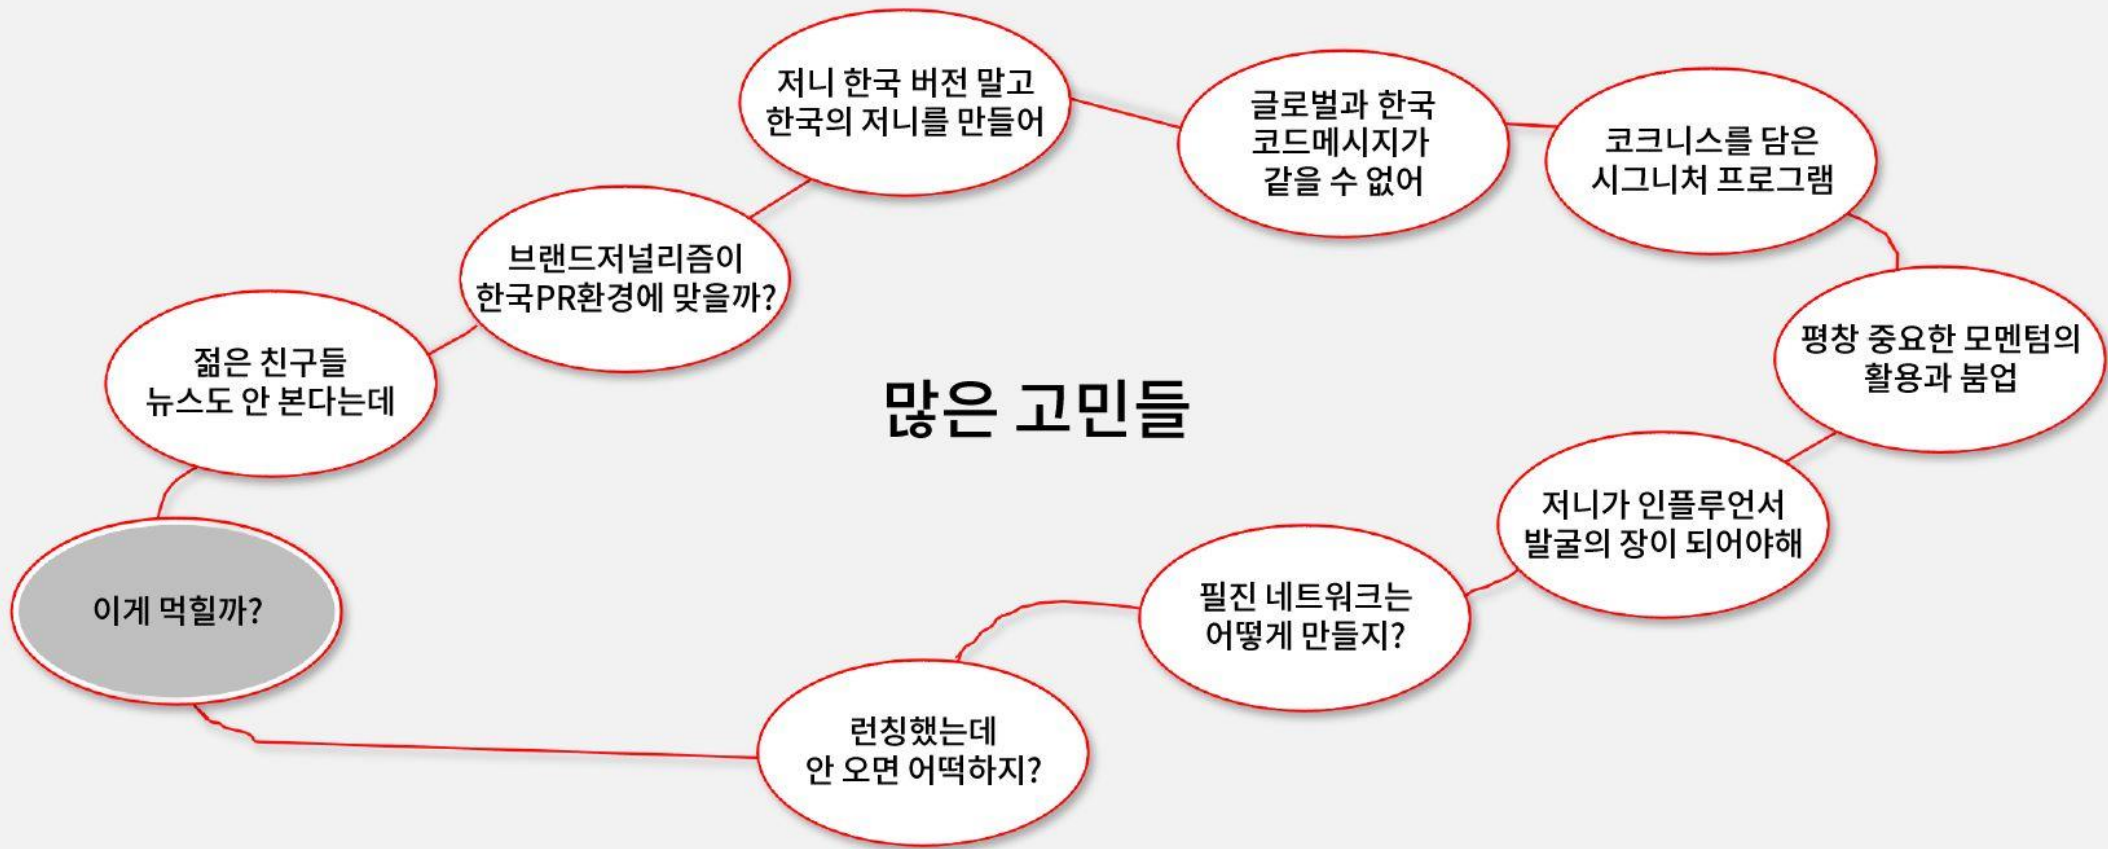 저니 한국 버전 말고
한국의 저니를 만들어
글로벌과 한국
코드메시지가
같을 수 없어
코크니스를 담은
시그니처 프로그램
브랜드저널리즘이
한국PR환경에 맞을까?
평창 중요한 모멘텀의
활용과 붐업
젊은 친구들
뉴스도 안 본다는데
많은 고민들
저니가 인플루언서
발굴의 장이 되어야해
이게 먹힐까?
필진 네트워크는
어떻게 만들지?
런칭했는데
안 오면 어떡하지?